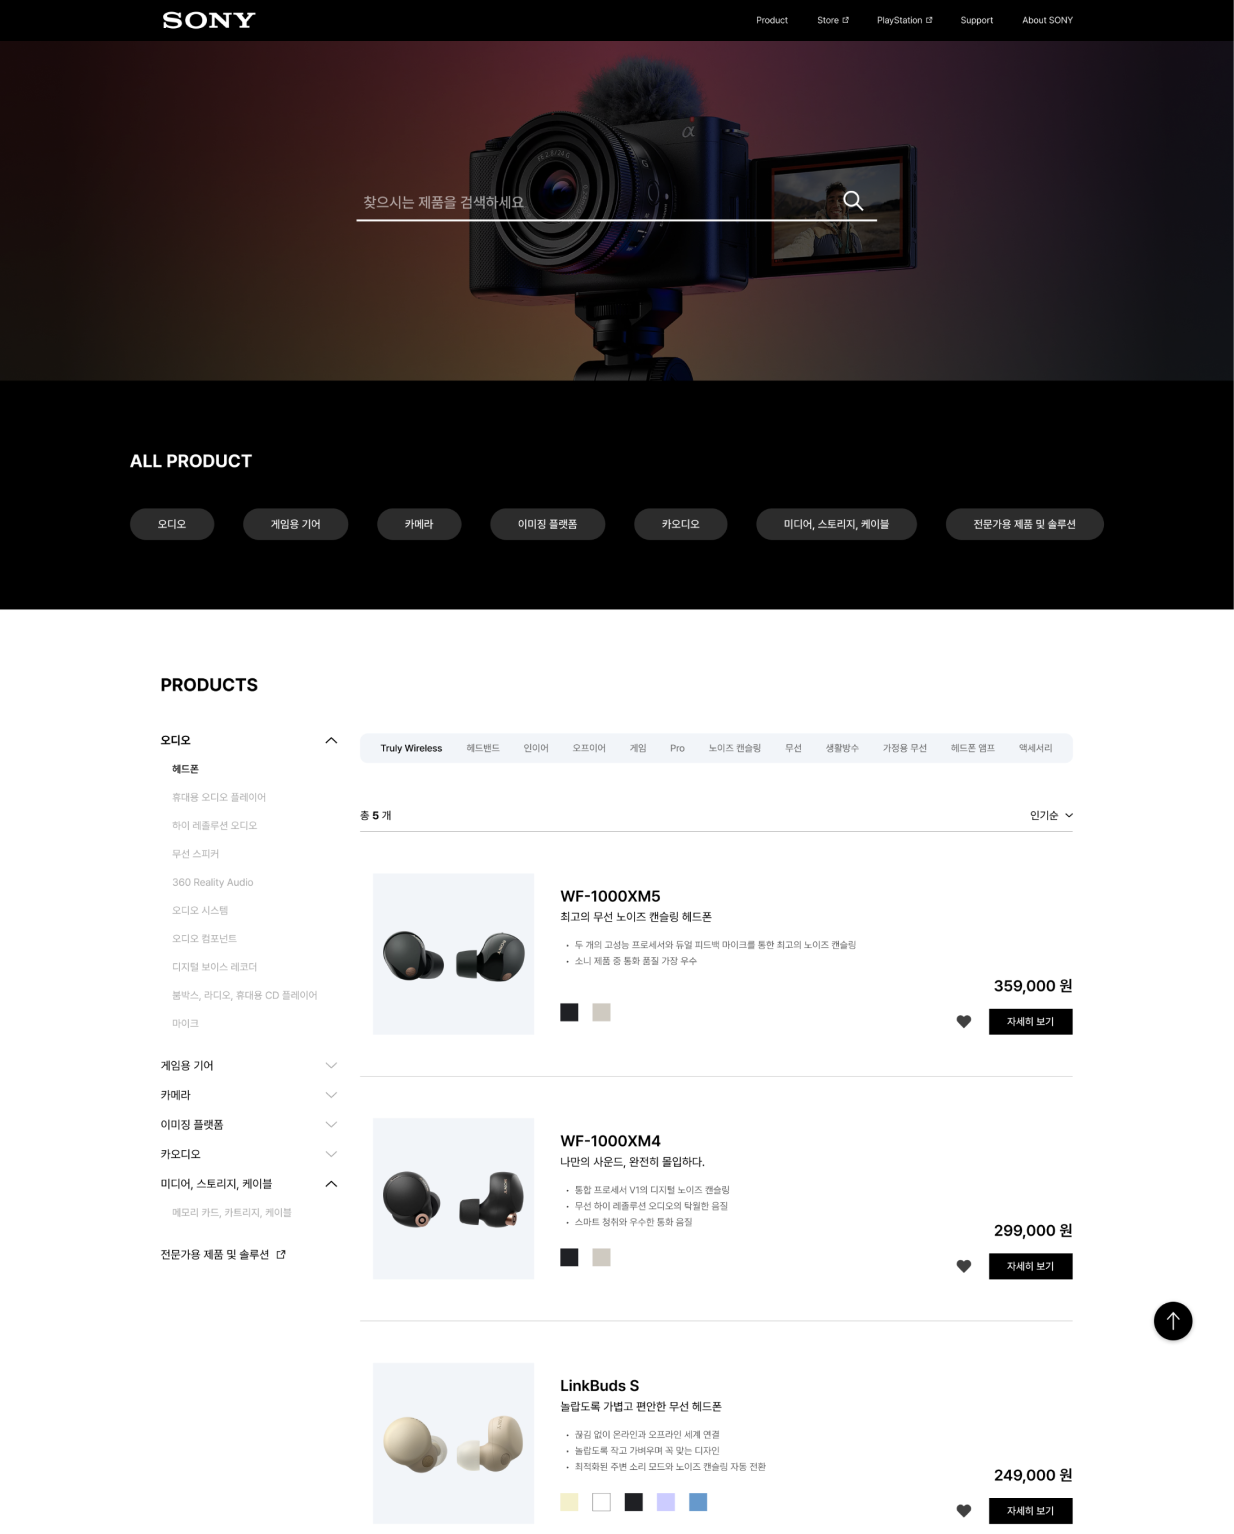 SONY
Product Store PlayStation Support About SONY
α
찾으시는 제품을 검색하세요
ALL PRODUCT
오디오 게임용 기어 카메라 이미징 플랫폼 카오디오 미디어, 스토리지, 케이블 전문가용 제품 및 솔루션
PRODUCTS
오디오
헤드폰
휴대용 오디오 플레이어
하이 레졸루션 오디오
무선 스피커
360 Reality Audio
오디오 시스템
오디오 컴포넌트
디지털 보이스 레코더
붐박스, 라디오, 휴대용 CD 플레이어
마이크
게임용 기어
카메라
이미징 플랫폼
카오디오
미디어, 스토리지, 케이블
메모리 카드, 카트리지, 케이블
전문가용 제품 및 솔루션
Truly Wireless 헤드밴드 인이어 오프이어 게임 Pro 노이즈 캔슬링 무선 생활방수 가정용 무선 헤드폰 앰프 액세서리
총 5 개 인기순
WF-1000XM5
최고의 무선 노이즈 캔슬링 헤드폰
• 두 개의 고성능 프로세서와 듀얼 피드백 마이크를 통한 최고의 노이즈 캔슬링
• 소니 제품 중 통화 품질 가장 우수
359,000 원
자세히 보기
WF-1000XM4
나만의 사운드, 완전히 몰입하다.
• 통합 프로세서 V1의 디지털 노이즈 캔슬링
• 무선 하이 레졸루션 오디오의 탁월한 음질
• 스마트 청취와 우수한 통화 음질
299,000 원
자세히 보기
LinkBuds S
놀랍도록 가볍고 편안한 무선 헤드폰
• 끊김 없이 온라인과 오프라인 세계 연결
• 놀랍도록 작고 가벼우며 꼭 맞는 디자인
• 최적화된 주변 소리 모드와 노이즈 캔슬링 자동 전환
249,000 원
자세히 보기